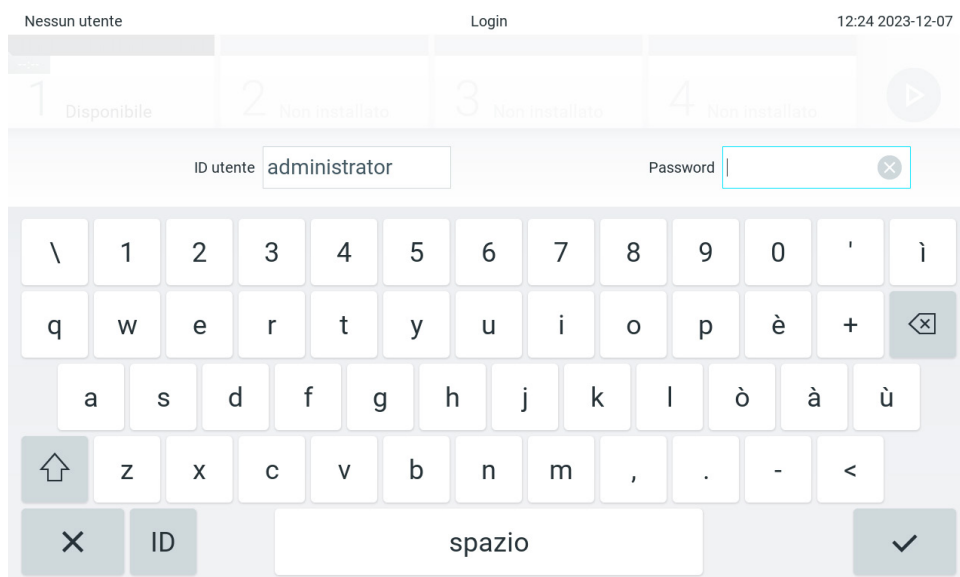 Nessun utente Login 12:24 2023-12-07
--:--
1 Disponibile 2 Non installato 3 Non installato 4 Non installato
ID utente administrator Password
\ 1 2 3 4 5 6 7 8 9 0 ' ì
q w e r t y u i o p è +
a s d f g h j k l ò à ù
z x c v b n m , . - <
ID spazio